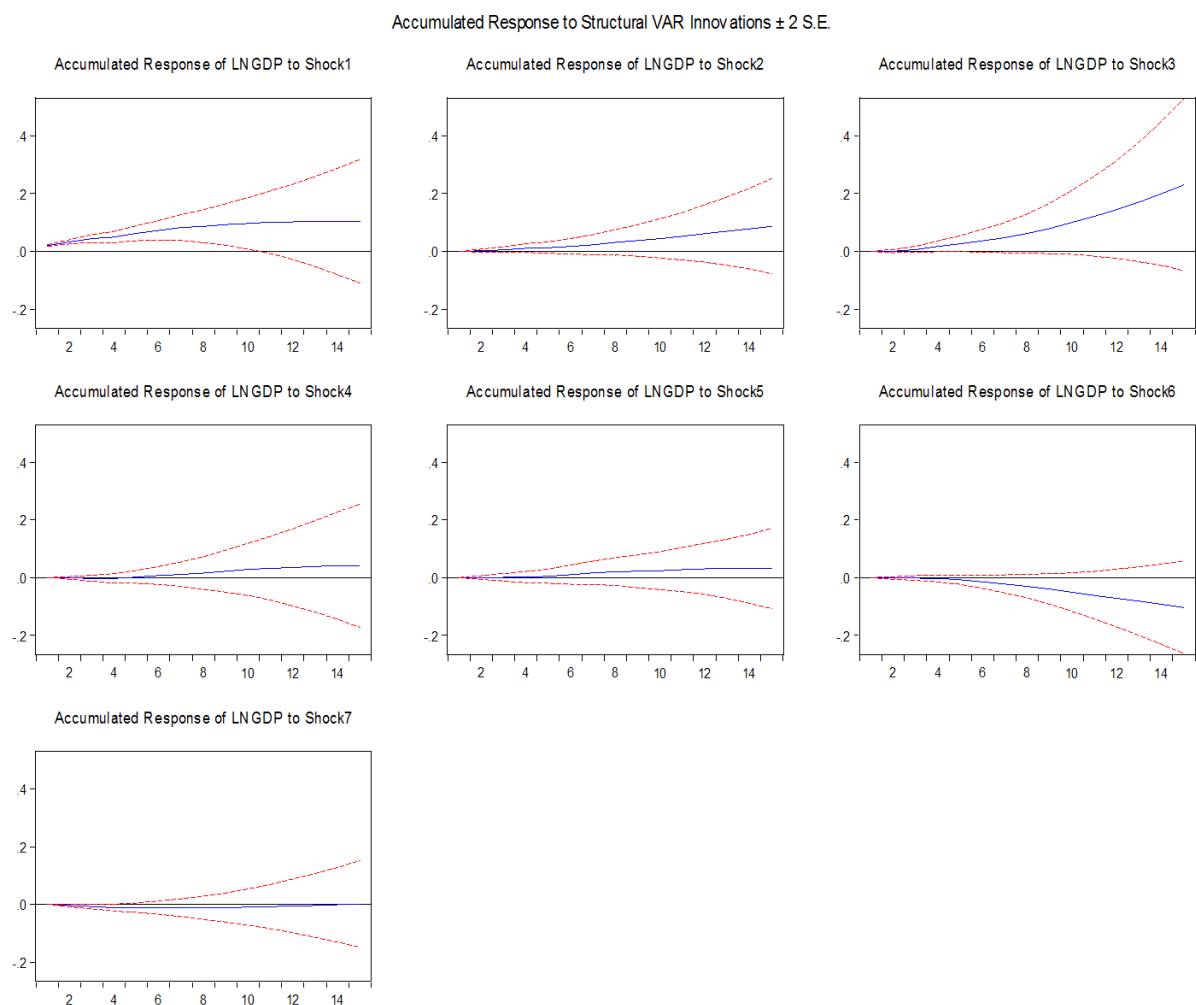 Accumulated Response to Structural VAR Innovations ± 2 S.E.
Accumulated Response of LNGDP to Shock1
.4
.2
.0
-.2
2 4 6 8 10 12 14
Accumulated Response of LNGDP to Shock2
.4
.2
.0
-.2
2 4 6 8 10 12 14
Accumulated Response of LNGDP to Shock3
.4
.2
.0
-.2
2 4 6 8 10 12 14
Accumulated Response of LNGDP to Shock4
.4
.2
.0
-.2
2 4 6 8 10 12 14
Accumulated Response of LNGDP to Shock5
.4
.2
.0
-.2
2 4 6 8 10 12 14
Accumulated Response of LNGDP to Shock6
.4
.2
.0
-.2
2 4 6 8 10 12 14
Accumulated Response of LNGDP to Shock7
.4
.2
.0
-.2
2 4 6 8 10 12 14